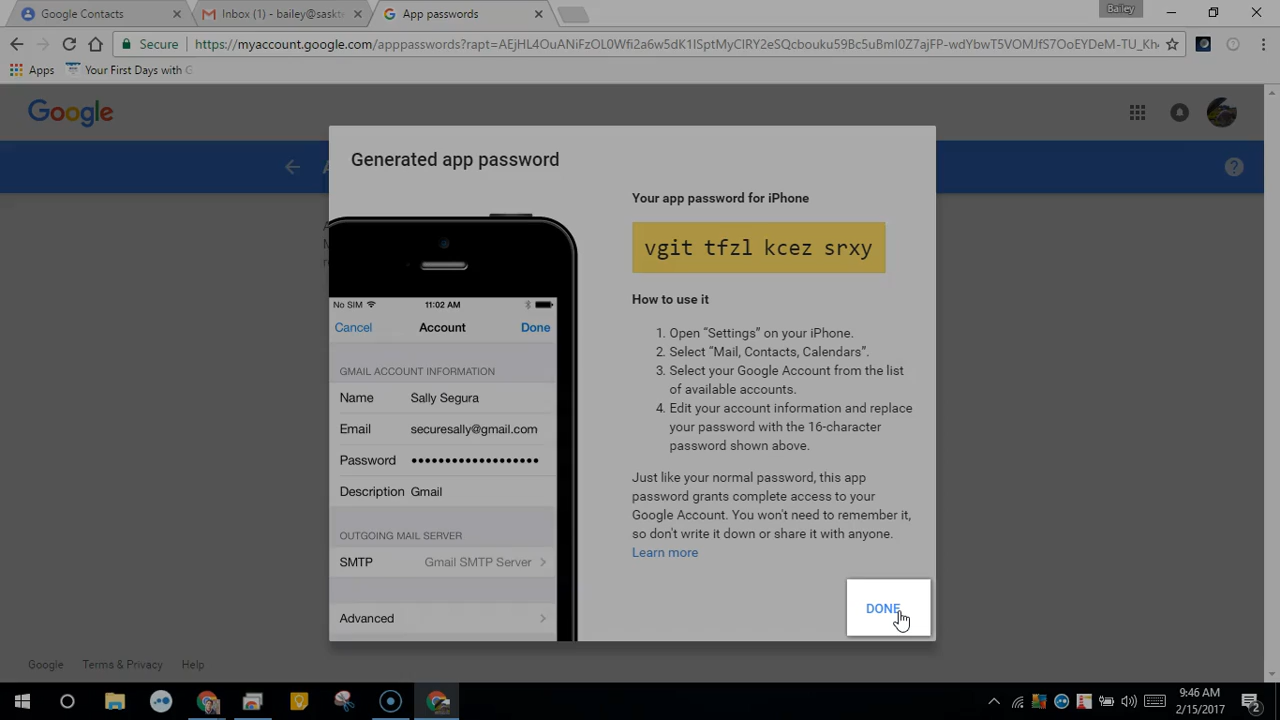 Google Contacts
Inbox (1) - bailey@saskte
App passwords
Bailey
Secure
https://myaccount.google.com/apppasswords?rapt=
Apps
Your First Days with G
Google
Generated app password
Your app password for iPhone
vgit tfzl kcez srxy
How to use it
1. Open “Settings” on your iPhone.
2. Select “Mail, Contacts, Calendars”.
3. Select your Google Account from the list
of available accounts.
4. Edit your account information and replace
your password with the 16-character
password shown above.
Just like your normal password, this app
password grants complete access to your
Google Account. You won't need to remember it,
so don't write it down or share it with anyone.
Learn more
DONE
No SIM
11:02 AM
Cancel
Account
Done
GMAIL ACCOUNT INFORMATION
Name Sally Segura
Email securesally@gmail.com
Password ••••••••••••••••••
Description Gmail
OUTGOING MAIL SERVER
SMTP Gmail SMTP Server
Advanced
Google
Terms & Privacy
Help
9:46 AM
2/15/2017
2